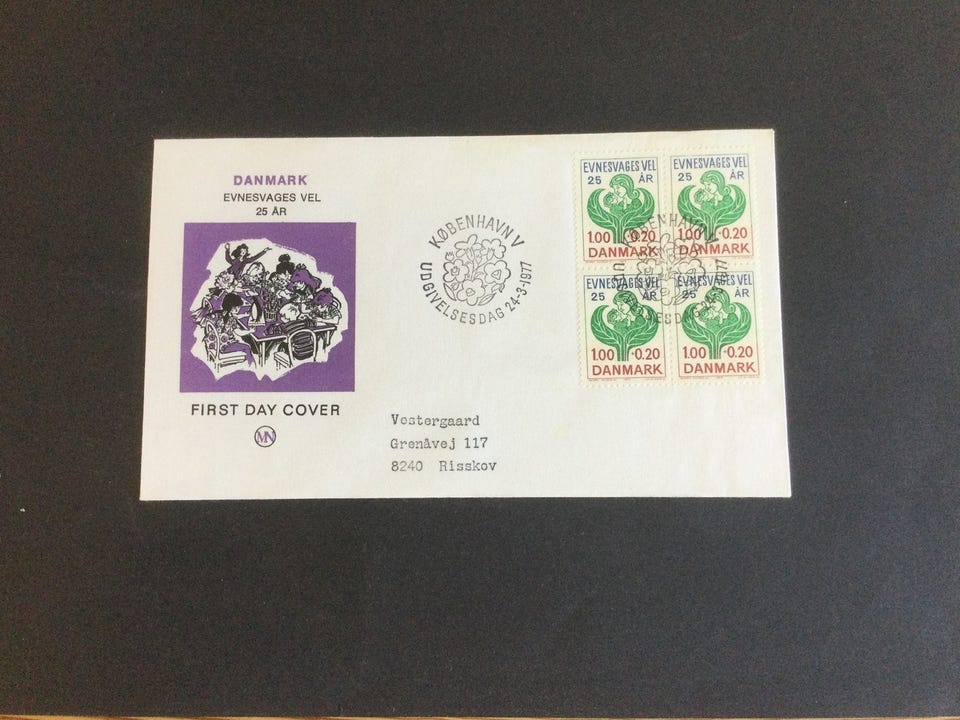 DANMARK
EVNESVAGES VEL
25 ÅR
FIRST DAY COVER
MN
KØBENHAVN V
UDGIVELSESDAG 24-3-1977
Vestergaard
Grenåvej 117
8240 Risskov
EVNESVAGES VEL
25 ÅR
1.00 +0.20
DANMARK
EVNESVAGES VEL
25 ÅR
1.00 +0.20
DANMARK
EVNESVAGES VEL
25 ÅR
1.00 +0.20
DANMARK
EVNESVAGES VEL
25 ÅR
1.00 +0.20
DANMARK
KØBENHAVN V